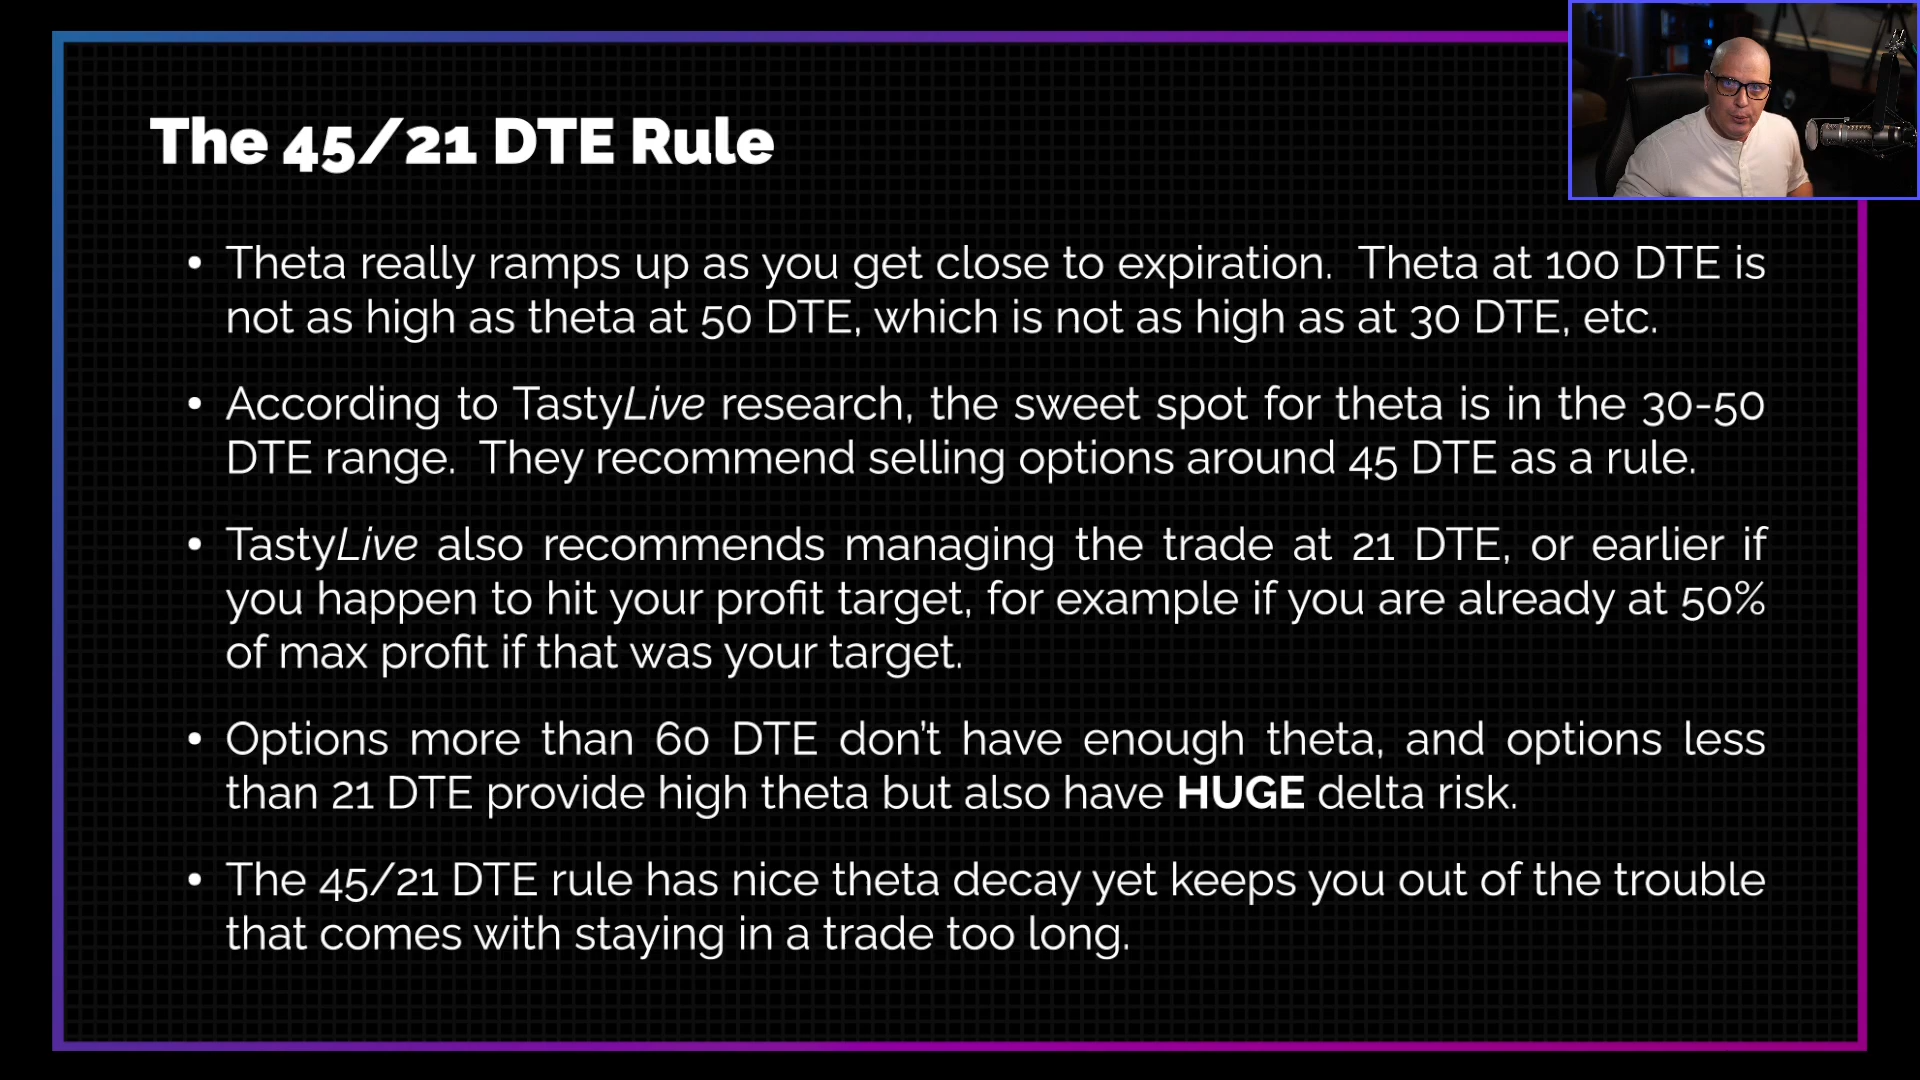 The 45/21 DTE Rule
• Theta really ramps up as you get close to expiration.  Theta at 100 DTE is
not as high as theta at 50 DTE, which is not as high as at 30 DTE, etc.
• According to TastyLive research, the sweet spot for theta is in the 30-50
DTE range.  They recommend selling options around 45 DTE as a rule.
• TastyLive also recommends managing the trade at 21 DTE, or earlier if
you happen to hit your profit target, for example if you are already at 50%
of max profit if that was your target.
• Options more than 60 DTE don't have enough theta, and options less
than 21 DTE provide high theta but also have HUGE delta risk.
• The 45/21 DTE rule has nice theta decay yet keeps you out of the trouble
that comes with staying in a trade too long.